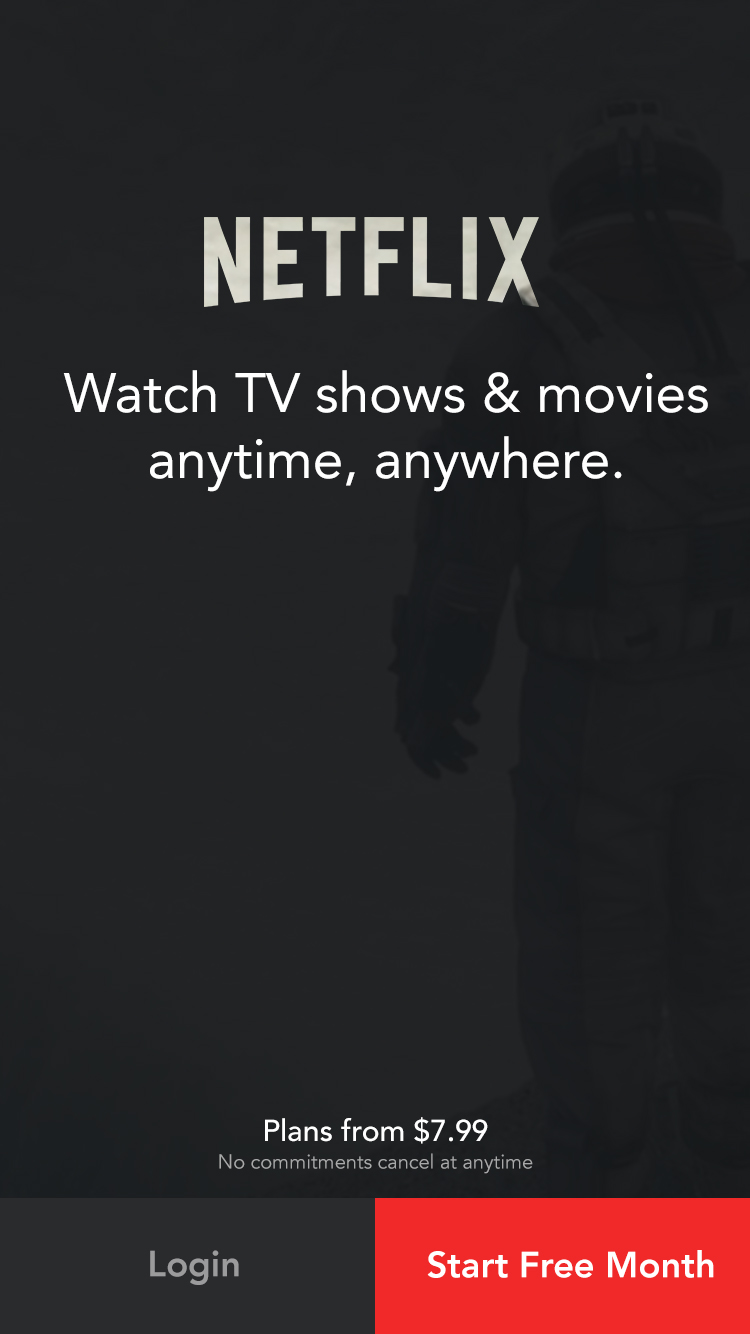 NETFLIX
Watch TV shows & movies
anytime, anywhere.
Plans from $7.99
No commitments cancel at anytime
Login
Start Free Month